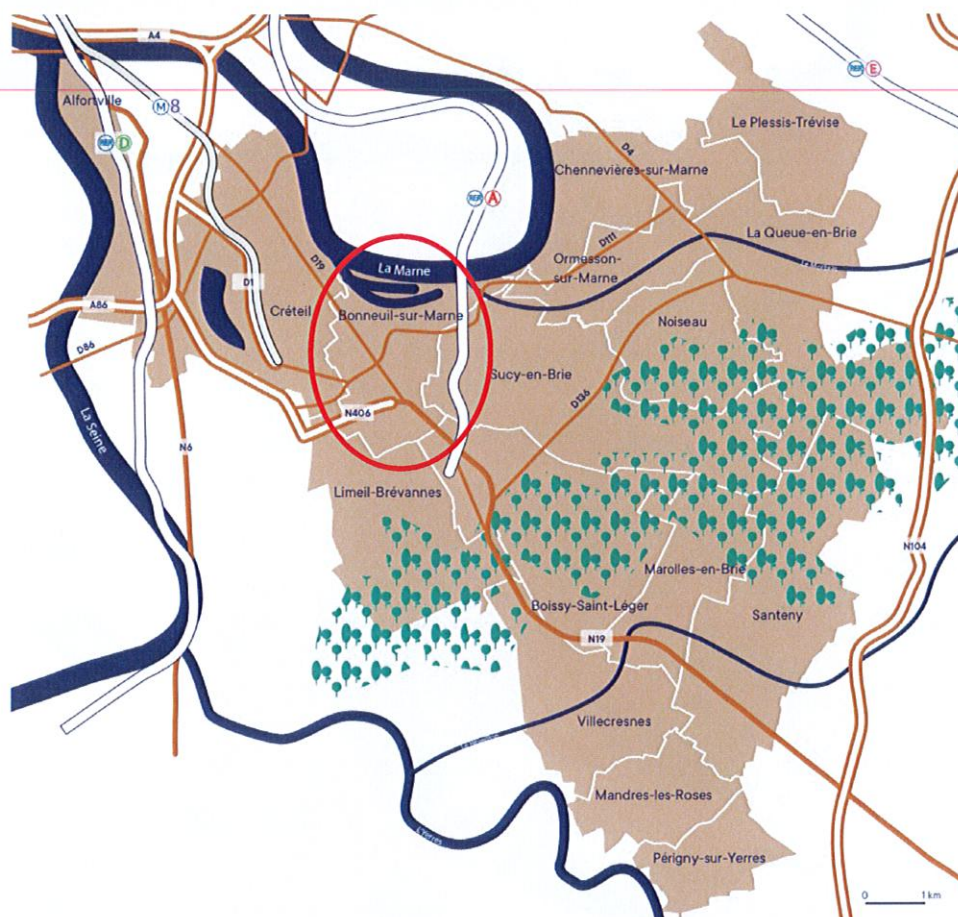 A4
RER E
Alfortville
M 8
Le Plessis-Trévise
RER D
D4
Chennevières-sur-Marne
RER A
La Queue-en-Brie
D111
Ormesson-
sur-Marne
La Marne
D19
D1
A86
Créteil
Bonneuil-sur-Marne
Noiseau
D86
Sucy-en-Brie
D136
La Seine
N406
N6
Limeil-Brévannes
N104
Marolles-en-Brie
Boissy-Saint-Léger
Santeny
N19
Villecresnes
Mandres-les-Roses
L'Yerres
Périgny-sur-Yerres
0 1 km